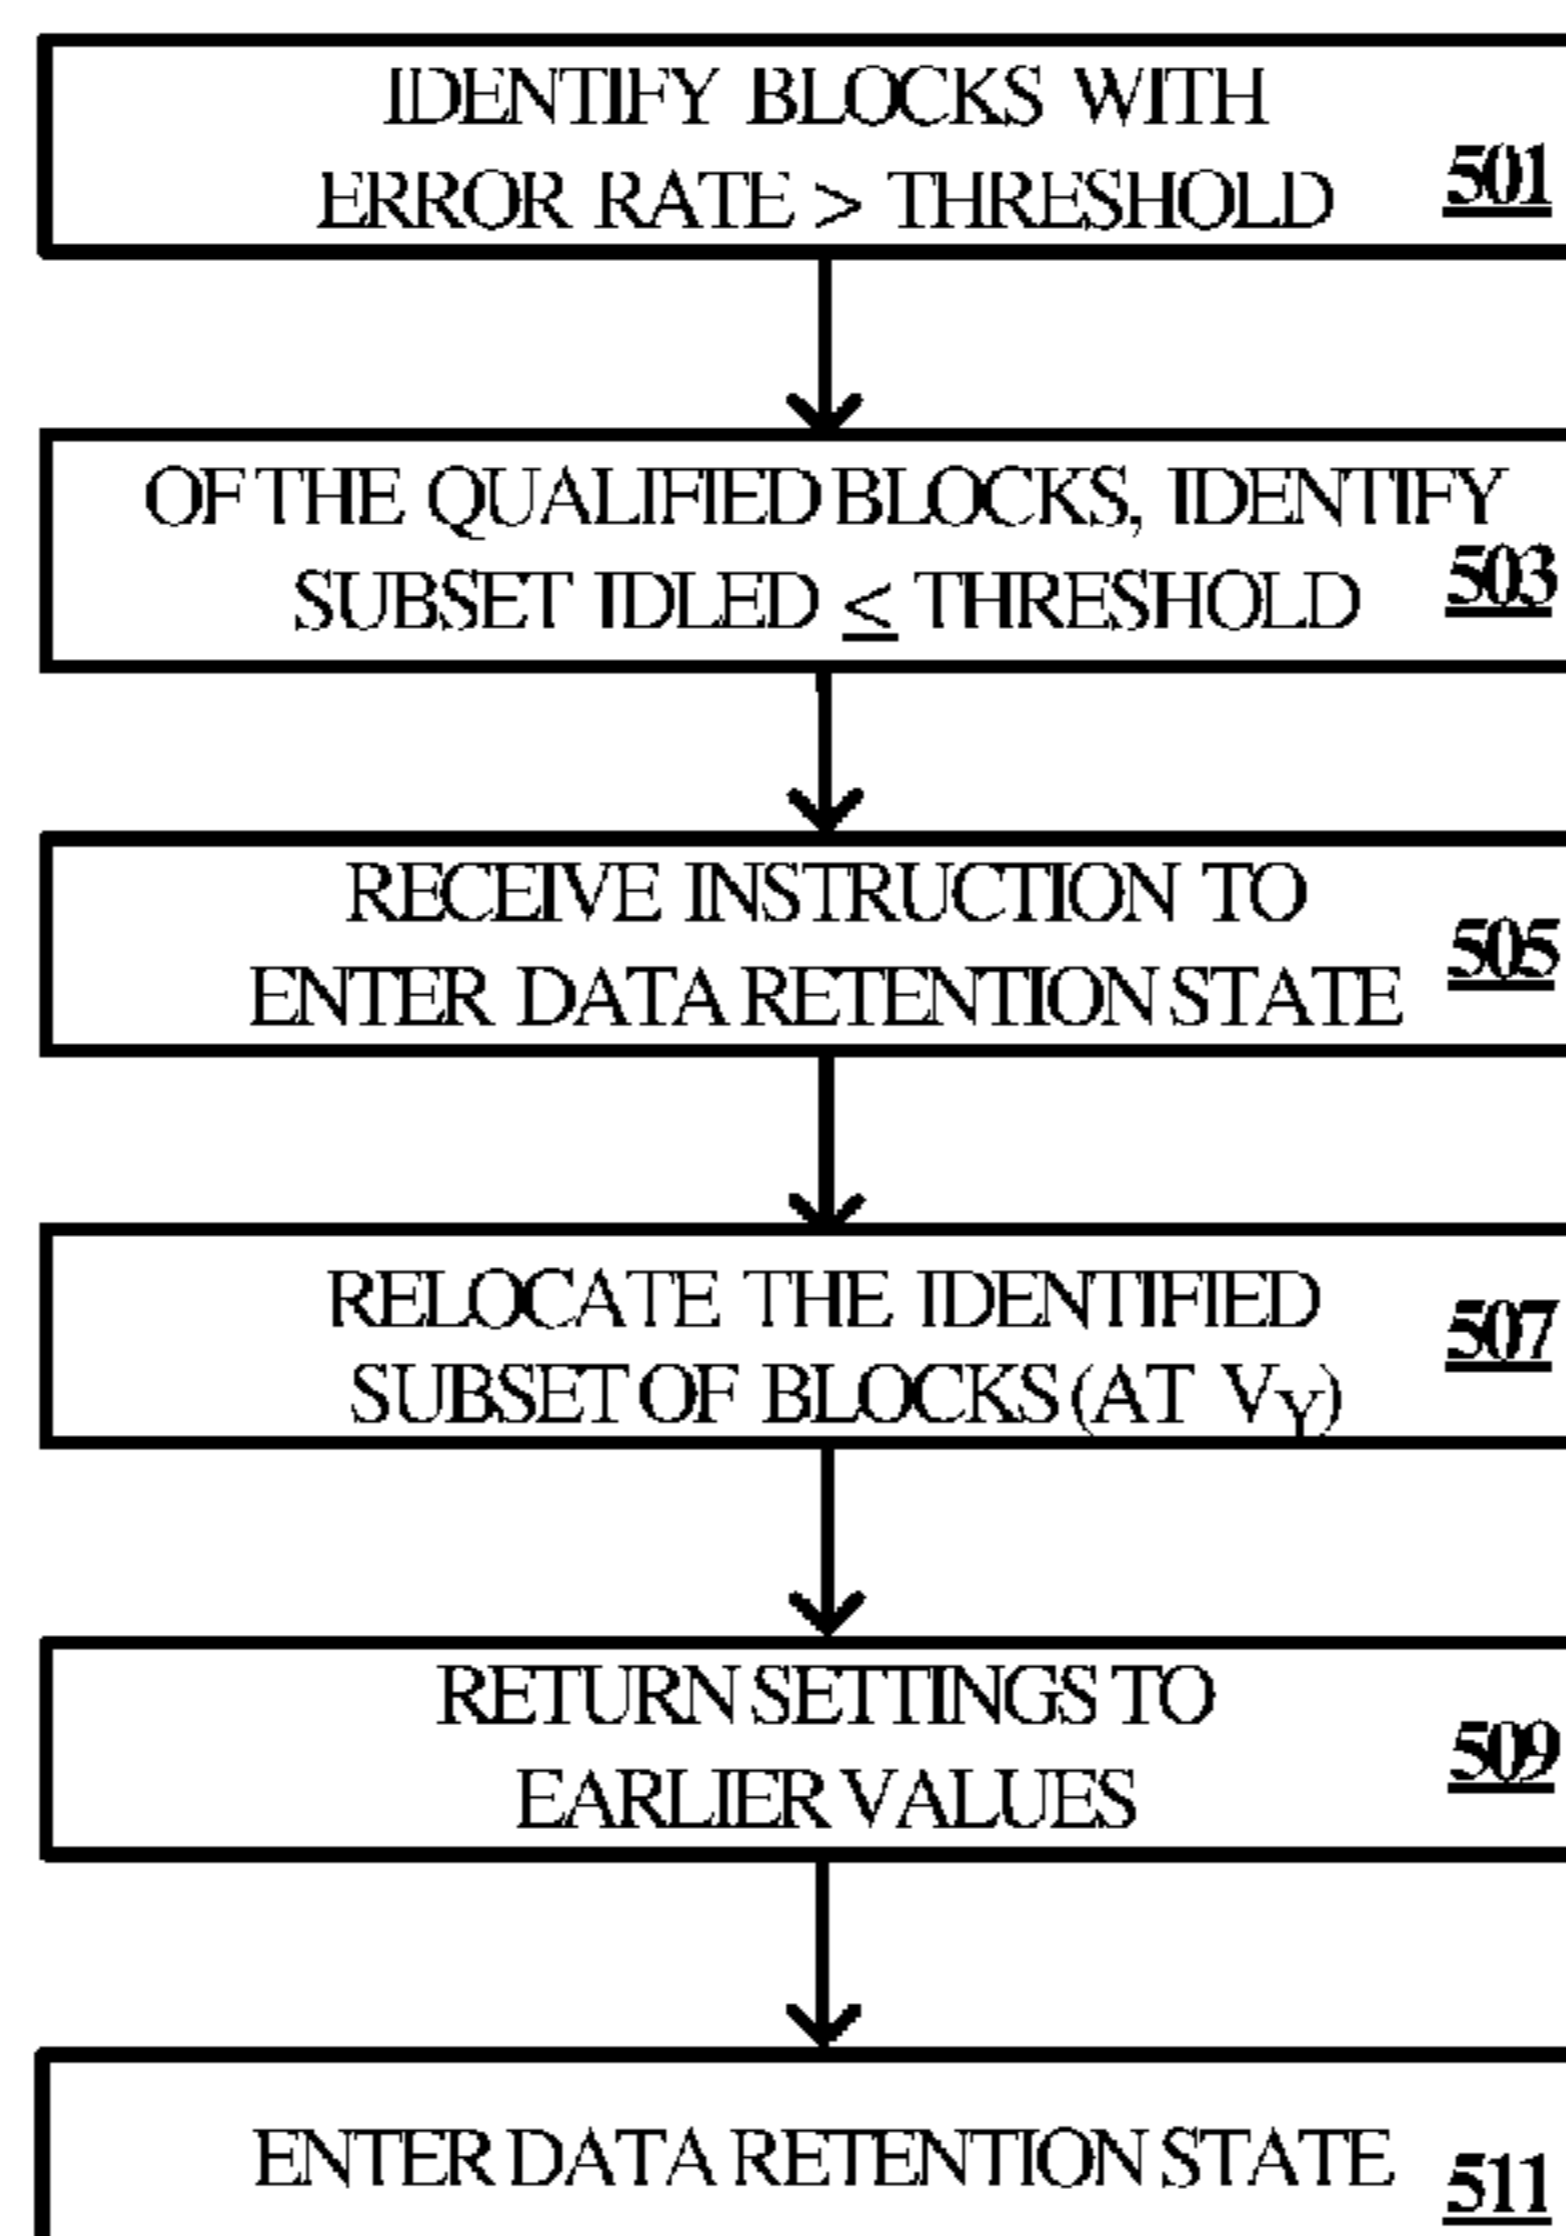 IDENTIFY BLOCKS WITH
ERROR RATE > THRESHOLD 501
OF THE QUALIFIED BLOCKS, IDENTIFY
SUBSET IDLED ≤ THRESHOLD 503
RECEIVE INSTRUCTION TO
ENTER DATA RETENTION STATE 505
RELOCATE THE IDENTIFIED 507
SUBSET OF BLOCKS (AT VY)
RETURN SETTINGS TO
EARLIER VALUES 509
ENTER DATA RETENTION STATE 511